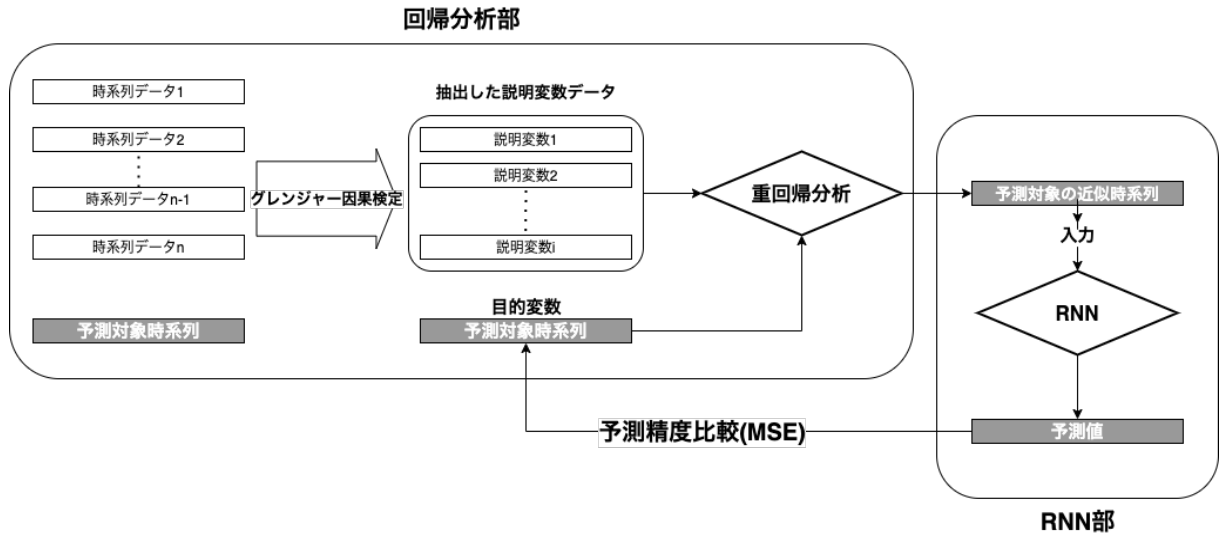 回帰分析部
時系列データ1
時系列データ2
時系列データn-1
時系列データn
予測対象時系列
グレンジャー因果検定
抽出した説明変数データ
説明変数1
説明変数2
説明変数i
目的変数
予測対象時系列
重回帰分析
予測対象の近似時系列
入力
RNN
予測値
予測精度比較(MSE)
RNN部